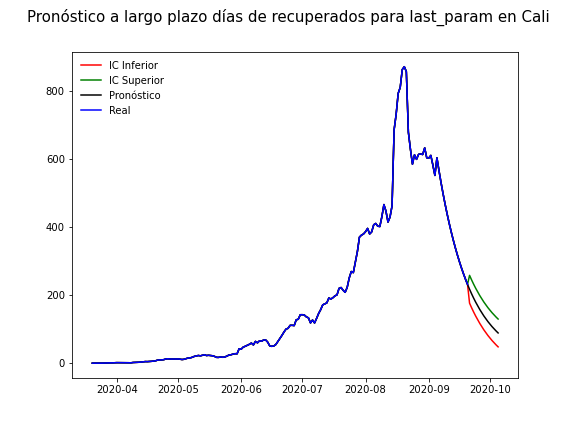 Pronóstico a largo plazo días de recuperados para last_param en Cali
IC Inferior
IC Superior
Pronóstico
Real
800
600
400
200
0
2020-04 2020-05 2020-06 2020-07 2020-08 2020-09 2020-10